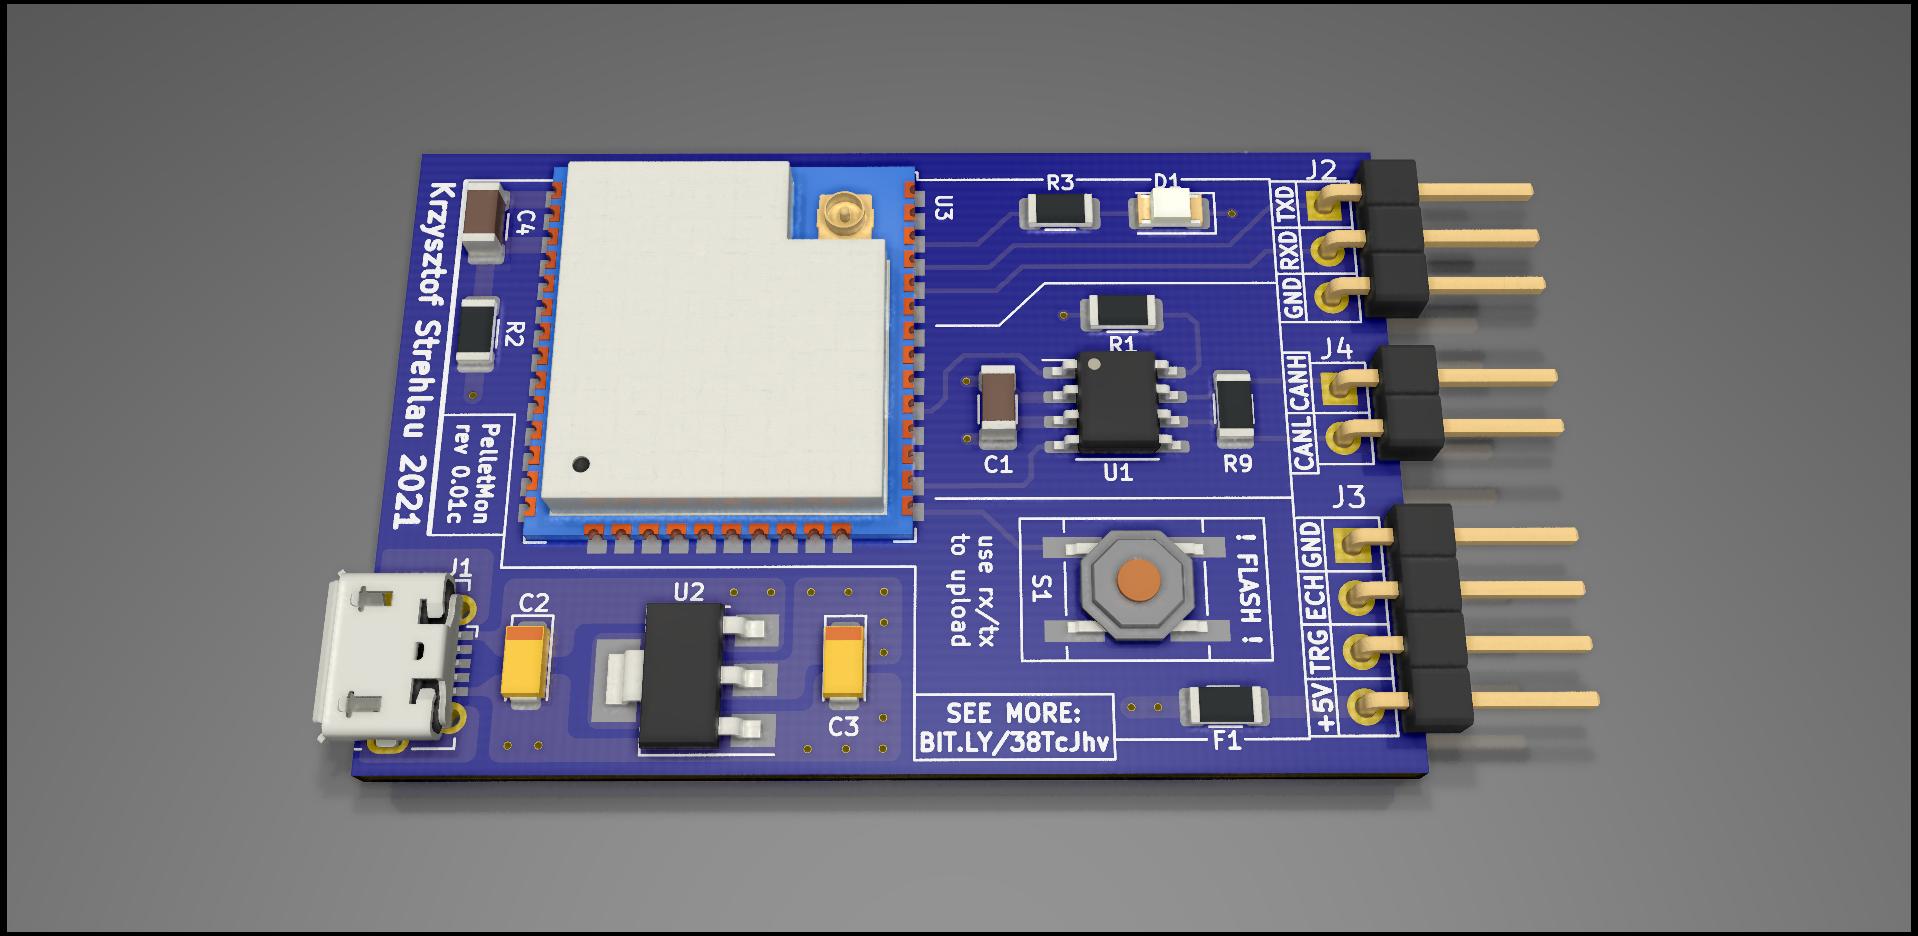 Krzysztof Strehlau 2021
C4
R2
PelletMon
rev 0.01c
U3
R3
D1
J2
TXD
RXD
GND
R1
J4
CANH
CANL
C1
U1
R9
J3
GND
ECH
TRG
+5V
use rx/tx
to upload
S1
! FLASH !
J1
C2
U2
C3
SEE MORE:
BIT.LY/38TcJhv
F1